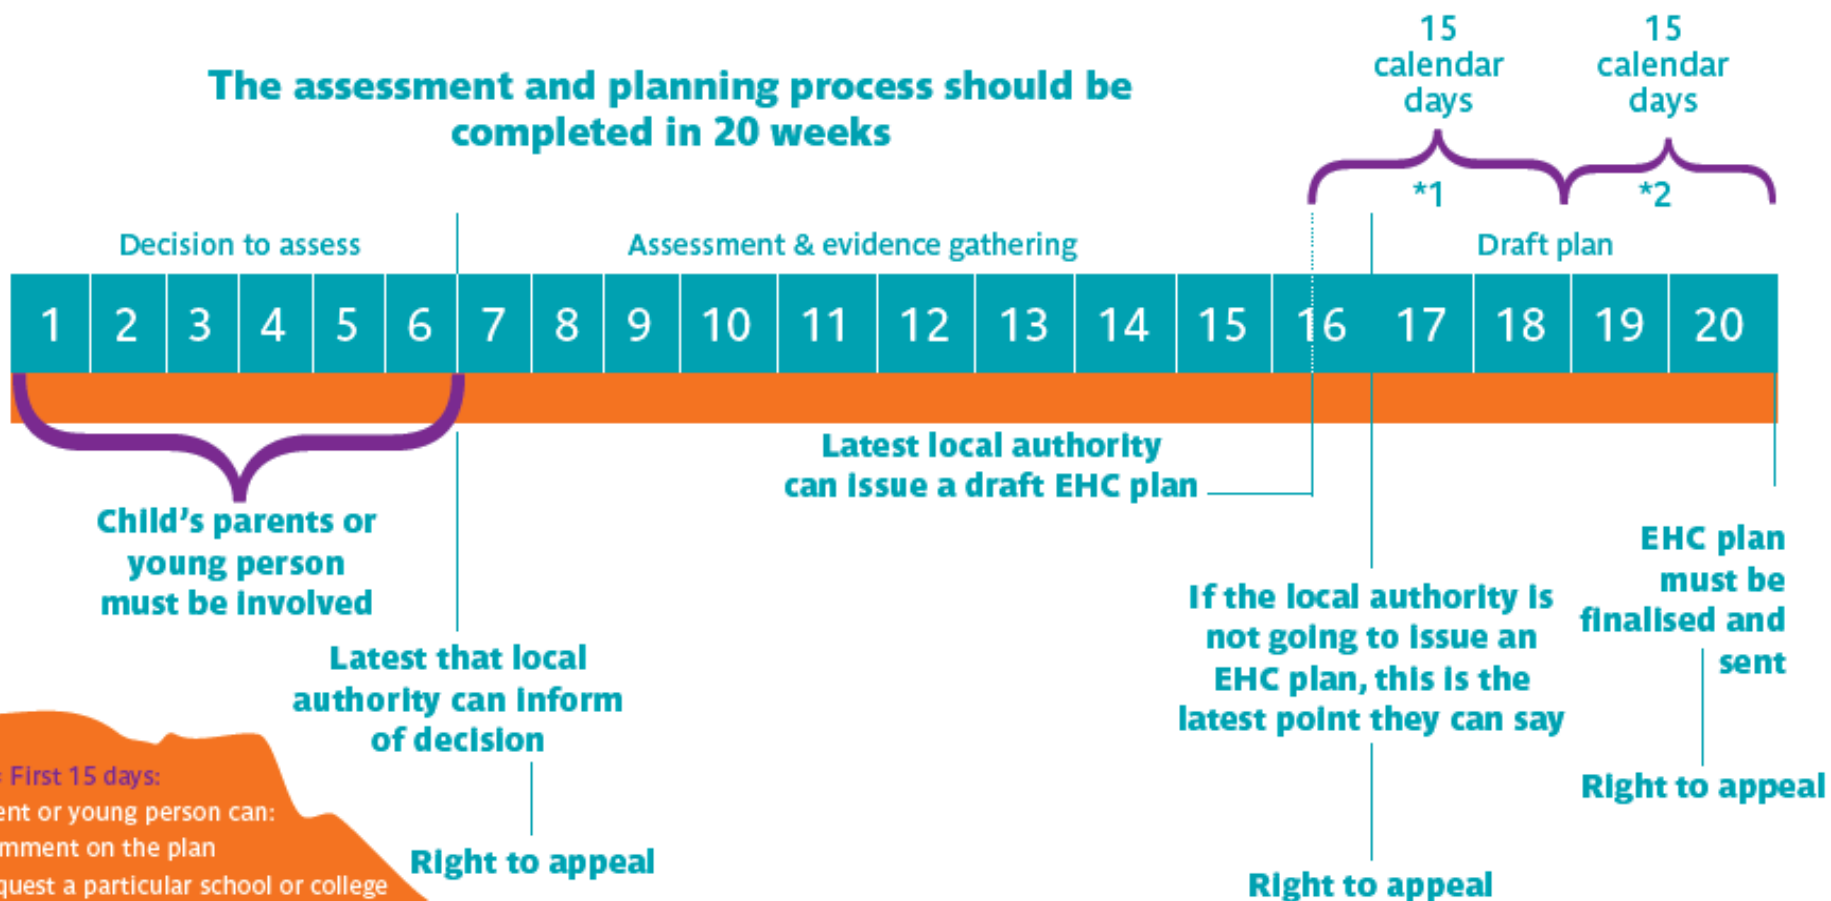 The assessment and planning process should be
completed in 20 weeks
15
calendar
days
15
calendar
days
*1
*2
Decision to assess
Assessment & evidence gathering
Draft plan
1 2 3 4 5 6 7 8 9 10 11 12 13 14 15 16 17 18 19 20
Latest local authority
can issue a draft EHC plan
Child's parents or
young person
must be involved
Latest that local
authority can inform
of decision
Right to appeal
If the local authority is
not going to issue an
EHC plan, this is the
latest point they can say
Right to appeal
EHC plan
must be
finalised and
sent
Right to appeal
First 15 days:
or young person can:
on the plan
a particular school or college